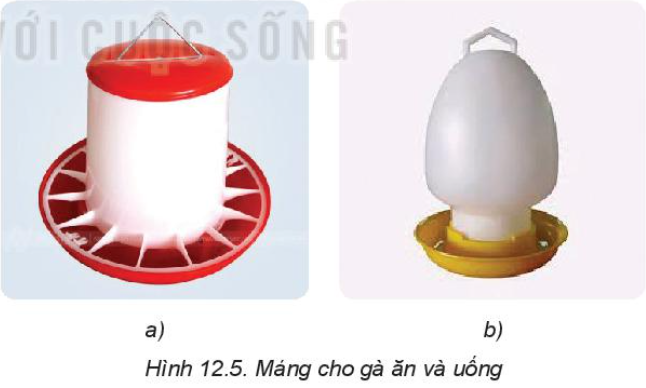 VỚI CUỘC SỐNG
a)
b)
Hình 12.5. Máng cho gà ăn và uống